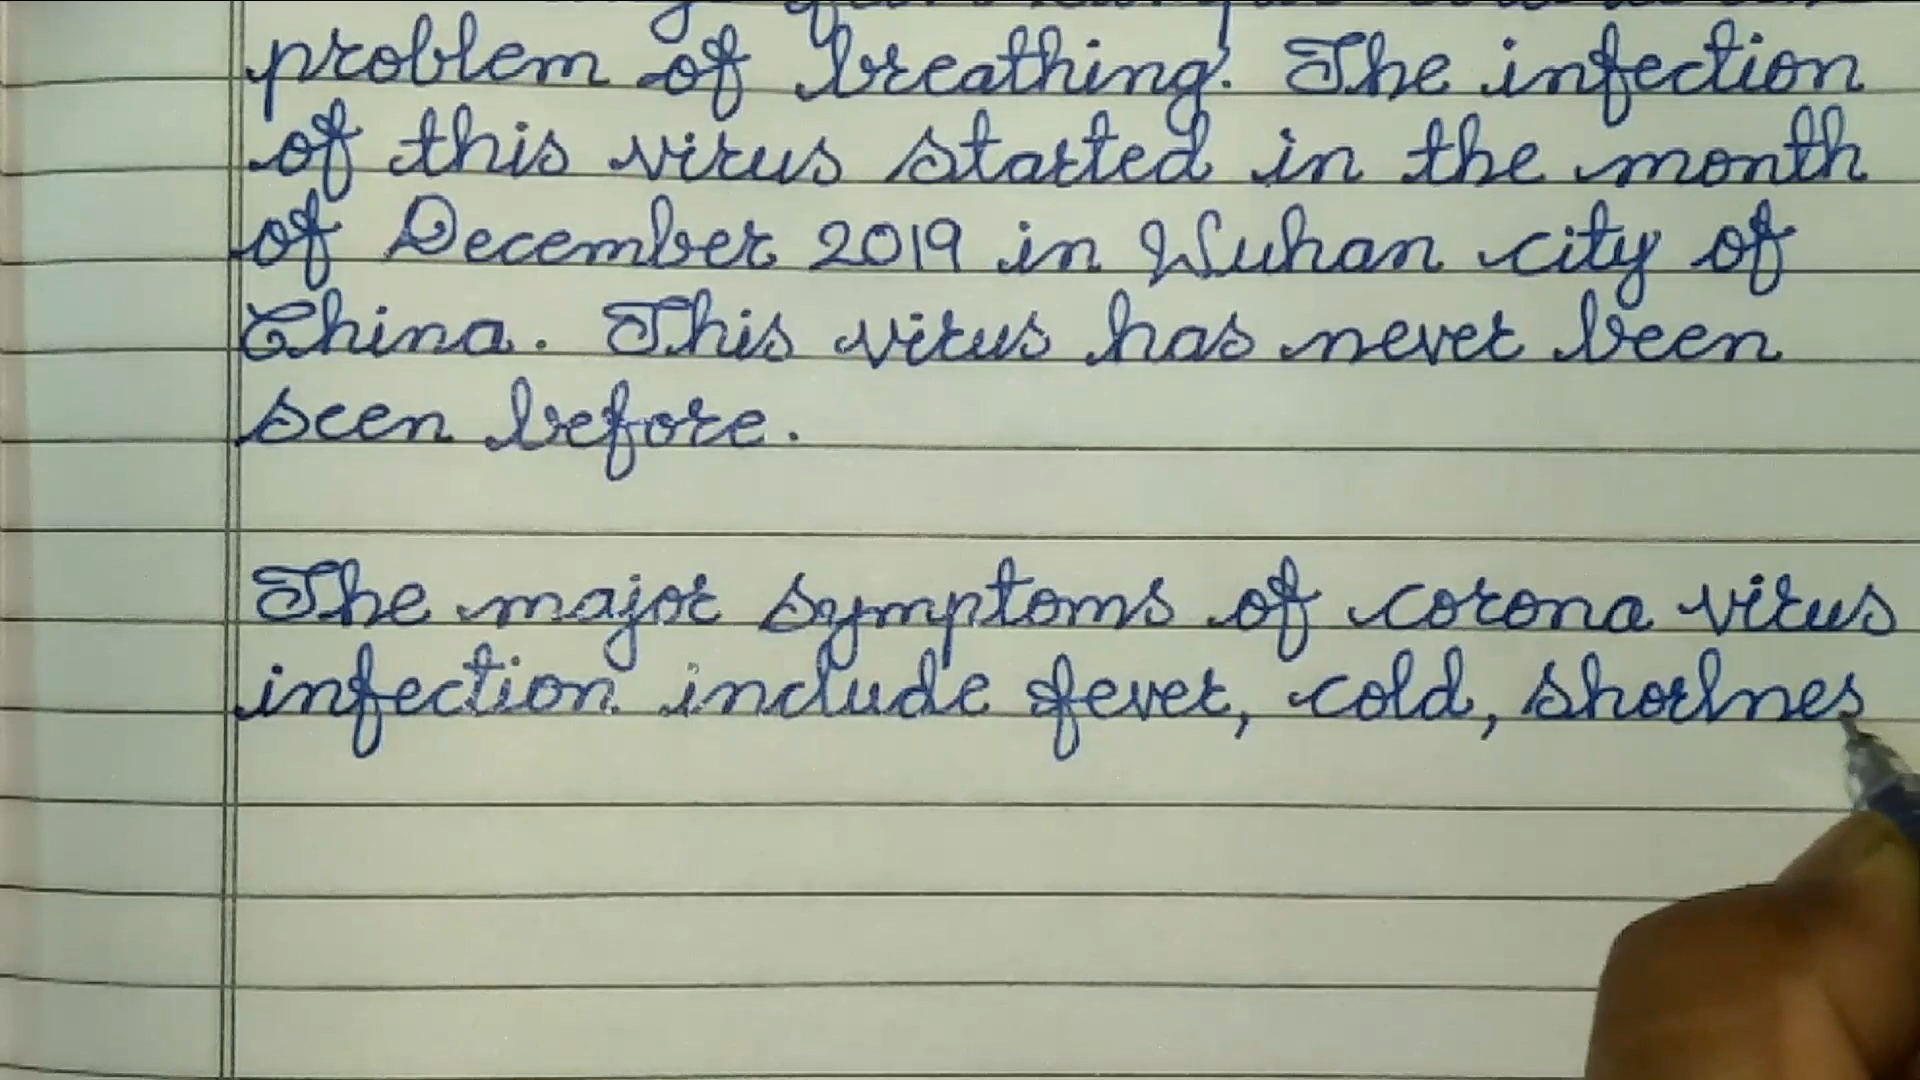 problem of breathing. The infection
of this virus started in the month
of December 2019 in Wuhan city of
China. This virus has never been
seen before.
The major symptoms of corona virus
infection include fever, cold, shortnes